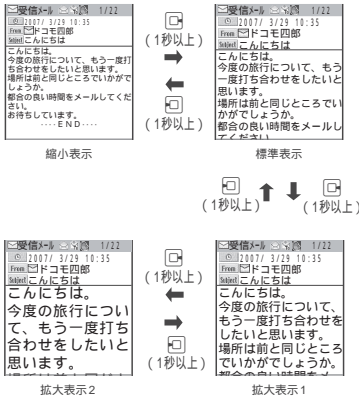 受信メール 1/22
2007/ 3/29 10:35
From ドコモ四郎
Subject こんにちは
こんにちは。
今度の旅行について、もう一度打
ち合わせをしたいと思います。
場所は前と同じところでいかがで
しょうか。
都合の良い時間をメールしてくだ
さい。
お待ちしています。
----END----
縮小表示
(1秒以上)
(1秒以上)
受信メール 1/22
2007/ 3/29 10:35
From ドコモ四郎
Subject こんにちは
こんにちは。
今度の旅行について、もう
一度打ち合わせをしたいと
思います。
場所は前と同じところでい
かがでしょうか。
都合の良い時間をメールし
てください。
標準表示
(1秒以上)
(1秒以上)
受信メール 1/22
2007/ 3/29 10:35
From ドコモ四郎
Subject こんにちは
こんにちは。
今度の旅行につい
て、もう一度打ち
合わせをしたいと
思います。
拡大表示2
(1秒以上)
(1秒以上)
受信メール 1/22
2007/ 3/29 10:35
From ドコモ四郎
Subject こんにちは
こんにちは。
今度の旅行について、
もう一度打ち合わせを
したいと思います。
場所は前と同じところ
でいかがでしょうか。
都合の良い時間をメ
拡大表示1